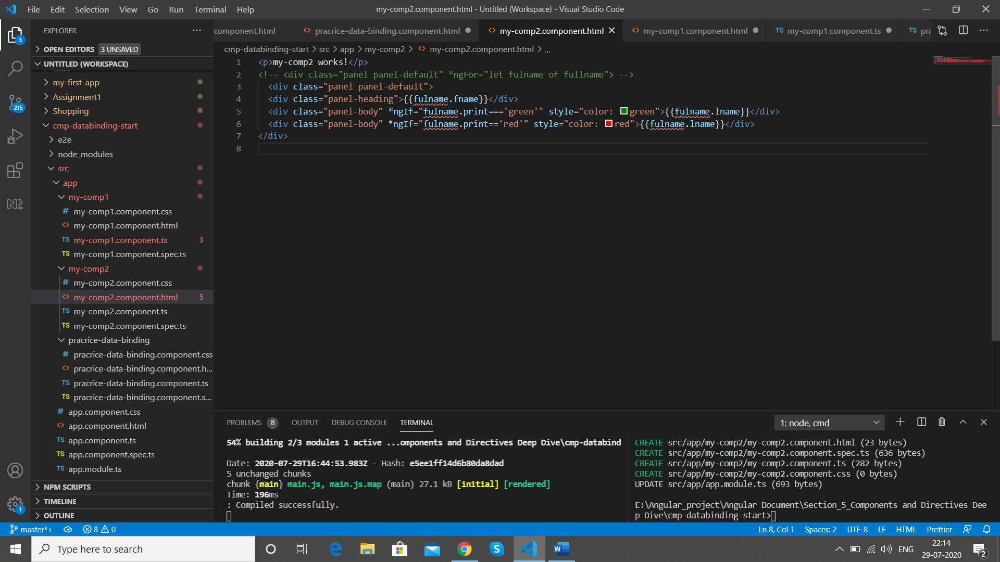 File Edit Selection View Go Run Terminal Help
my-comp2.component.html - Untitled (Workspace) - Visual Studio Code
EXPLORER
component.html
pracrice-data-binding.component.html
my-comp2.component.html
my-comp1.component.html
TS my-comp1.component.ts
TS pra
OPEN EDITORS 3 UNSAVED
UNTITLED (WORKSPACE)
my-first-app
Assignment1
Shopping
cmp-databinding-start
e2e
node_modules
src
app
my-comp1
# my-comp1.component.css
<> my-comp1.component.html
TS my-comp1.component.ts 3
TS my-comp1.component.spec.ts
my-comp2
# my-comp2.component.css
<> my-comp2.component.html 5
TS my-comp2.component.ts
TS my-comp2.component.spec.ts
pracrice-data-binding
# pracrice-data-binding.component.css
<> pracrice-data-binding.component.h...
TS pracrice-data-binding.component.ts
TS pracrice-data-binding.component.s...
# app.component.css
<> app.component.html
TS app.component.ts
TS app.component.spec.ts
TS app.module.ts
NPM SCRIPTS
TIMELINE
OUTLINE
3
215
1
cmp-databinding-start > src > app > my-comp2 > <> my-comp2.component.html > ...
1 <p>my-comp2 works!</p>
2 <!-- <div class="panel panel-default" *ngFor="let fulname of fullname"> -->
3 <div class="panel panel-default">
4 <div class="panel-heading">{{fulname.fname}}</div>
5 <div class="panel-body" *ngIf="fulname.print==='green'" style="color: green">{{fulname.lname}}</div>
6 <div class="panel-body" *ngIf="fulname.print=='red'" style="color: red">{{fulname.lname}}</div>
7 </div>
8
PROBLEMS 8 OUTPUT DEBUG CONSOLE TERMINAL
1: node, cmd
54% building 2/3 modules 1 active ...omponents and Directives Deep Dive\cmp-databind
Date: 2020-07-29T16:44:53.983Z - Hash: e5ee1ff14d6b80da8dad
5 unchanged chunks
chunk {main} main.js, main.js.map (main) 27.1 kB [initial] [rendered]
Time: 196ms
: Compiled successfully.
CREATE src/app/my-comp2/my-comp2.component.html (23 bytes)
CREATE src/app/my-comp2/my-comp2.component.spec.ts (636 bytes)
CREATE src/app/my-comp2/my-comp2.component.ts (282 bytes)
CREATE src/app/my-comp2/my-comp2.component.css (0 bytes)
UPDATE src/app/app.module.ts (693 bytes)
E:\Angular_project\Angular Document\Section_5_Components and Directives Dee
p Dive\cmp-databinding-start>
master*+ 8 0
Ln 8, Col 1 Spaces: 2 UTF-8 LF HTML Prettier
Type here to search
ENG
22:14
29-07-2020
2